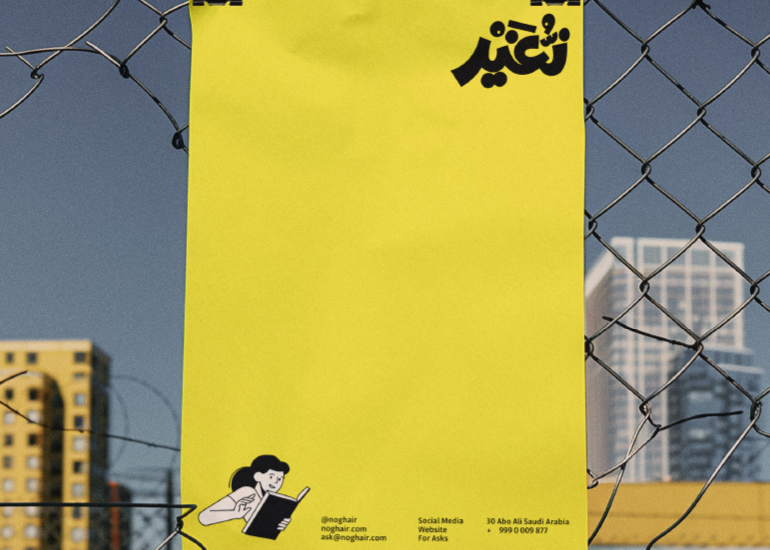 نُغَيّر
@noghair
noghair.com
ask@noghair.com
Social Media
Website
For Asks
30 Abo Ali Saudi Arabia
+ 999 0 009 877